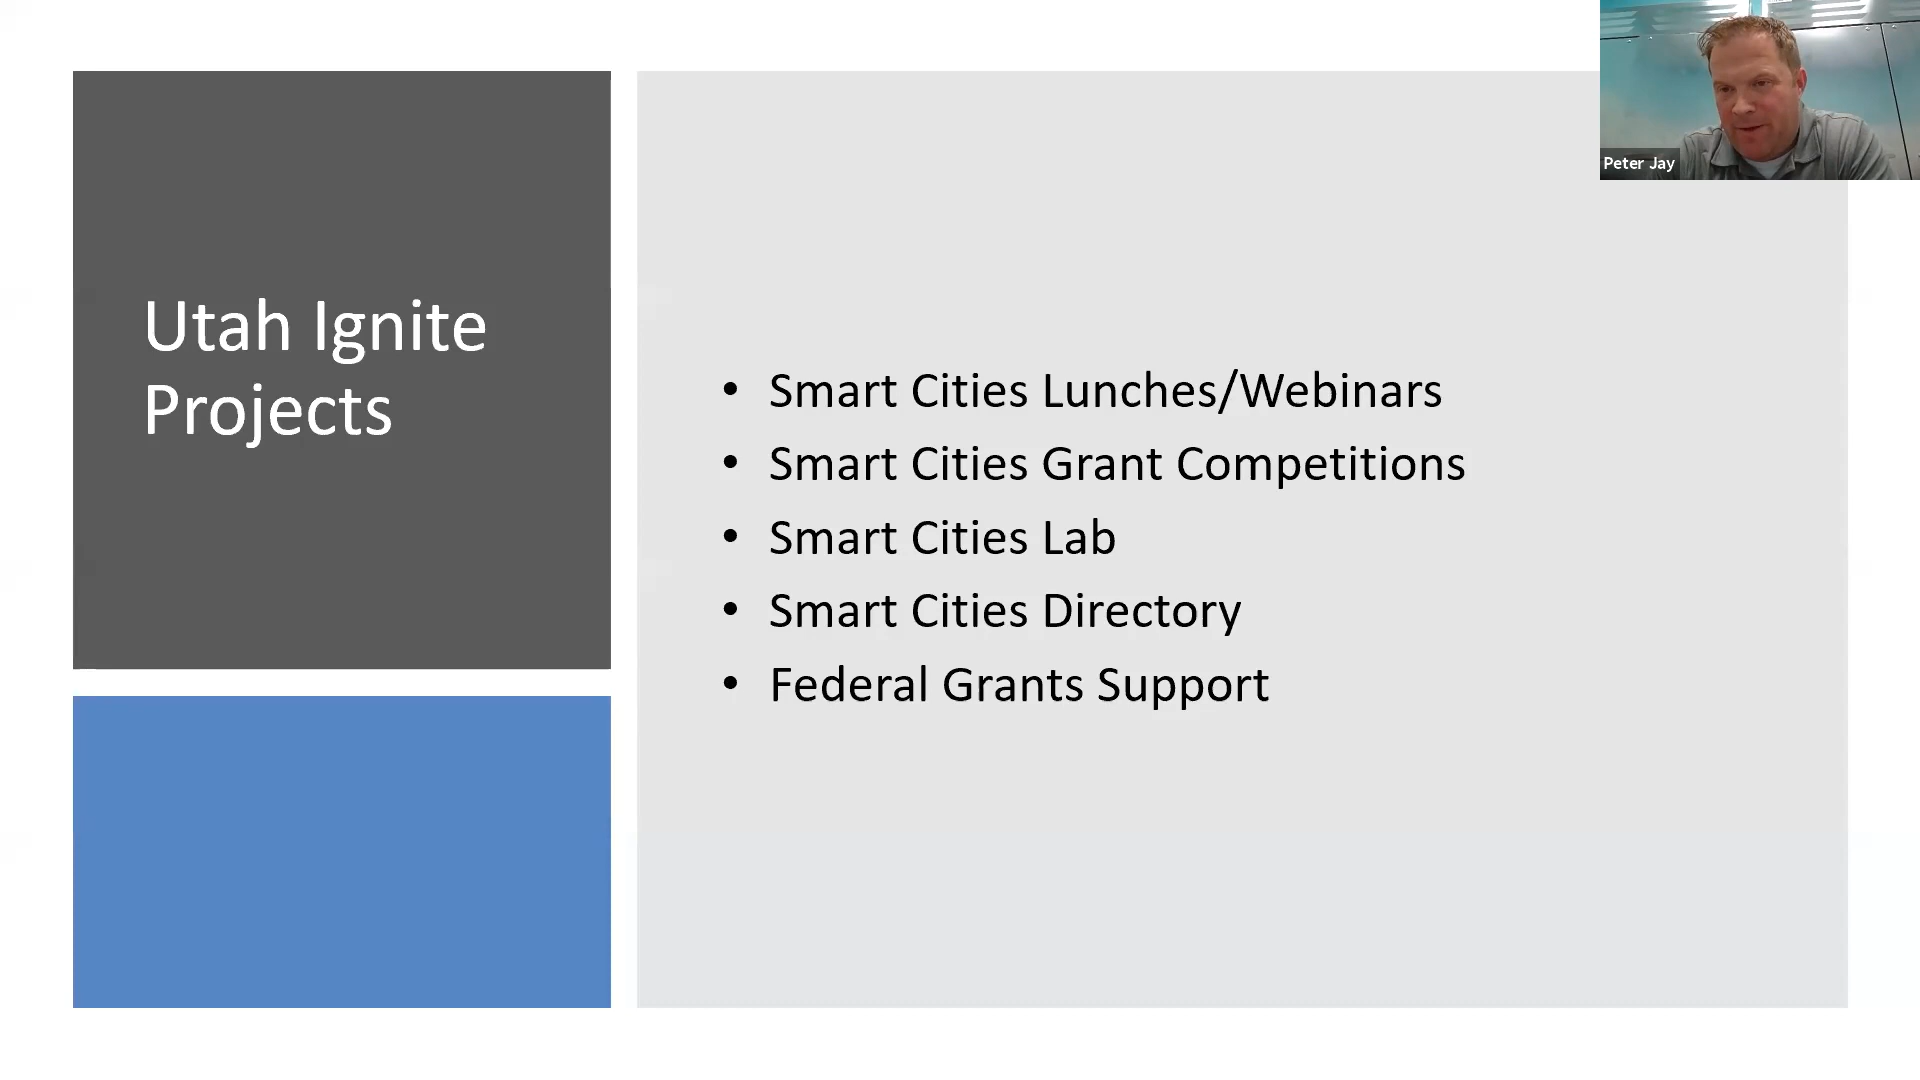 Peter Jay
Utah Ignite
Projects
• Smart Cities Lunches/Webinars
• Smart Cities Grant Competitions
• Smart Cities Lab
• Smart Cities Directory
• Federal Grants Support